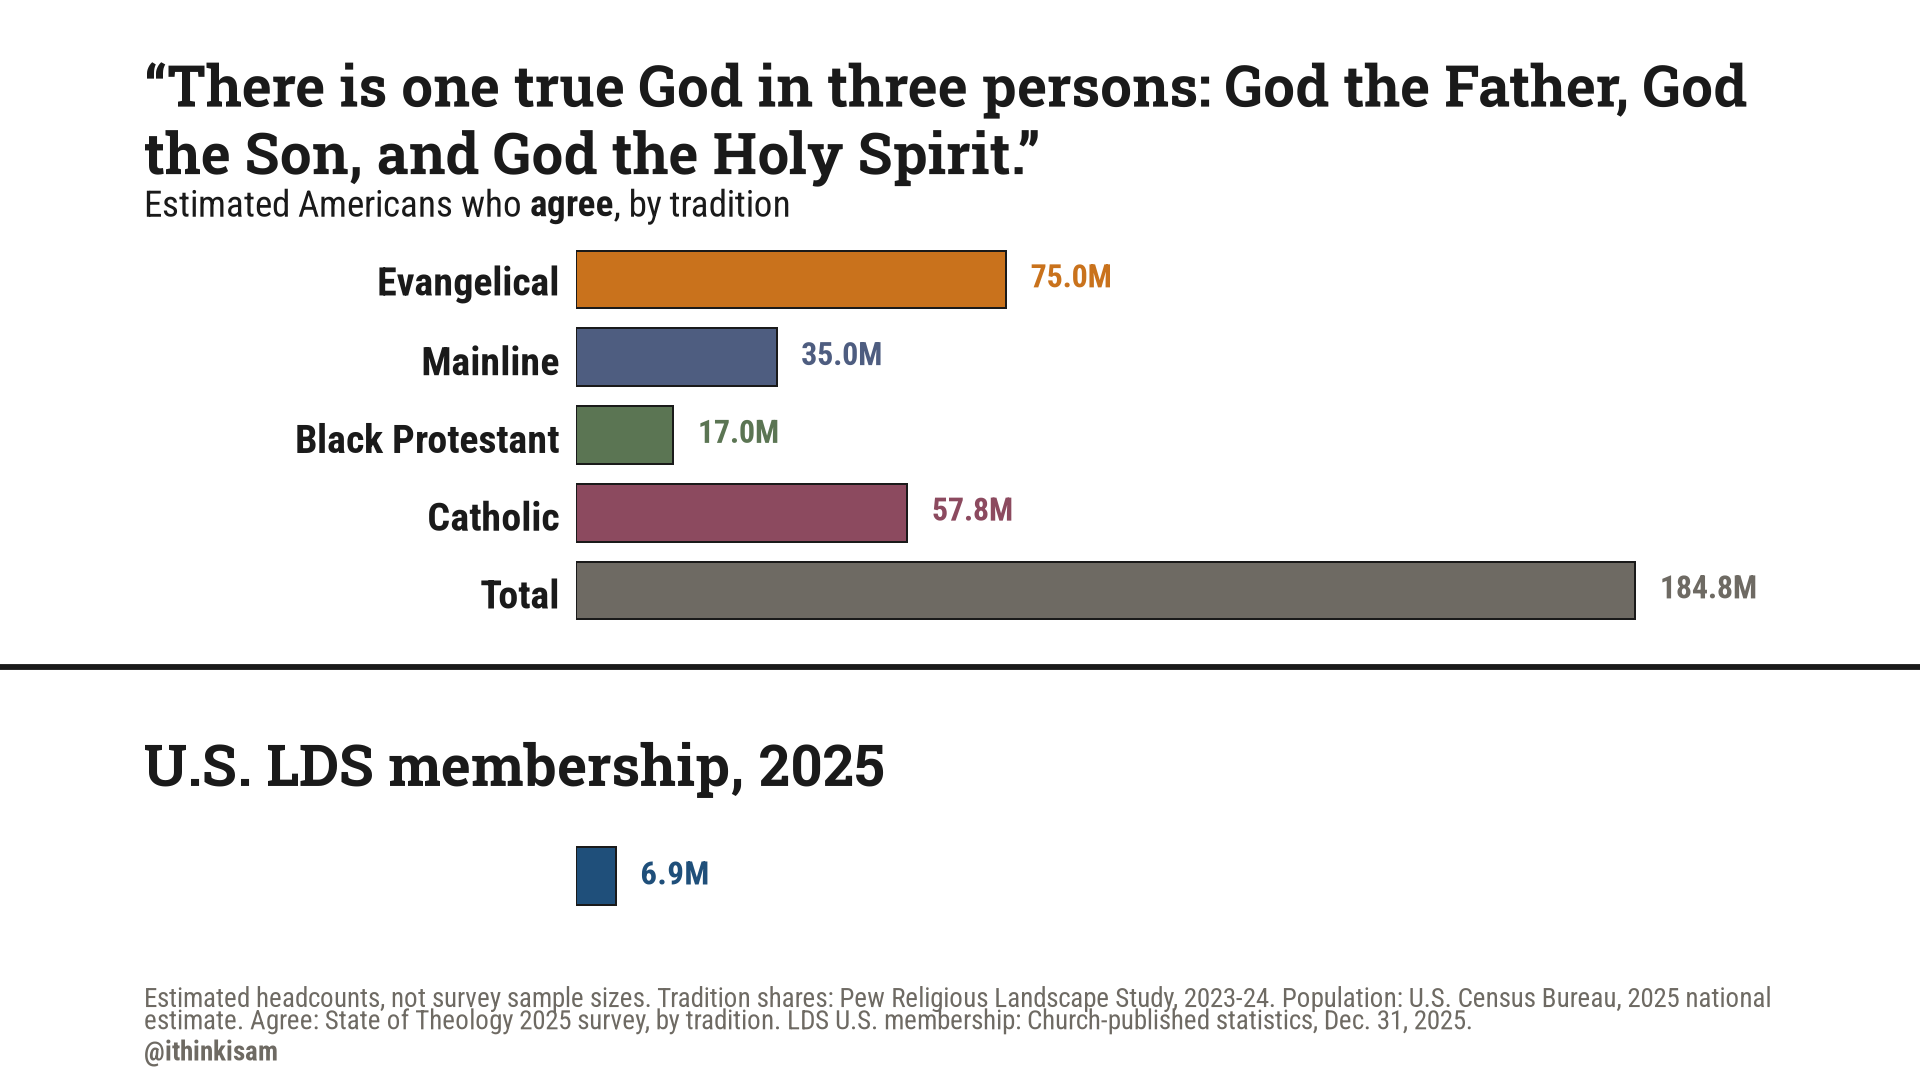 “There is one true God in three persons: God the Father, God
the Son, and God the Holy Spirit.”
Estimated Americans who agree, by tradition
Evangelical 75.0M
Mainline 35.0M
Black Protestant 17.0M
Catholic 57.8M
Total 184.8M
U.S. LDS membership, 2025
6.9M
Estimated headcounts, not survey sample sizes. Tradition shares: Pew Religious Landscape Study, 2023-24. Population: U.S. Census Bureau, 2025 national
estimate. Agree: State of Theology 2025 survey, by tradition. LDS U.S. membership: Church-published statistics, Dec. 31, 2025.
@ithinkisam